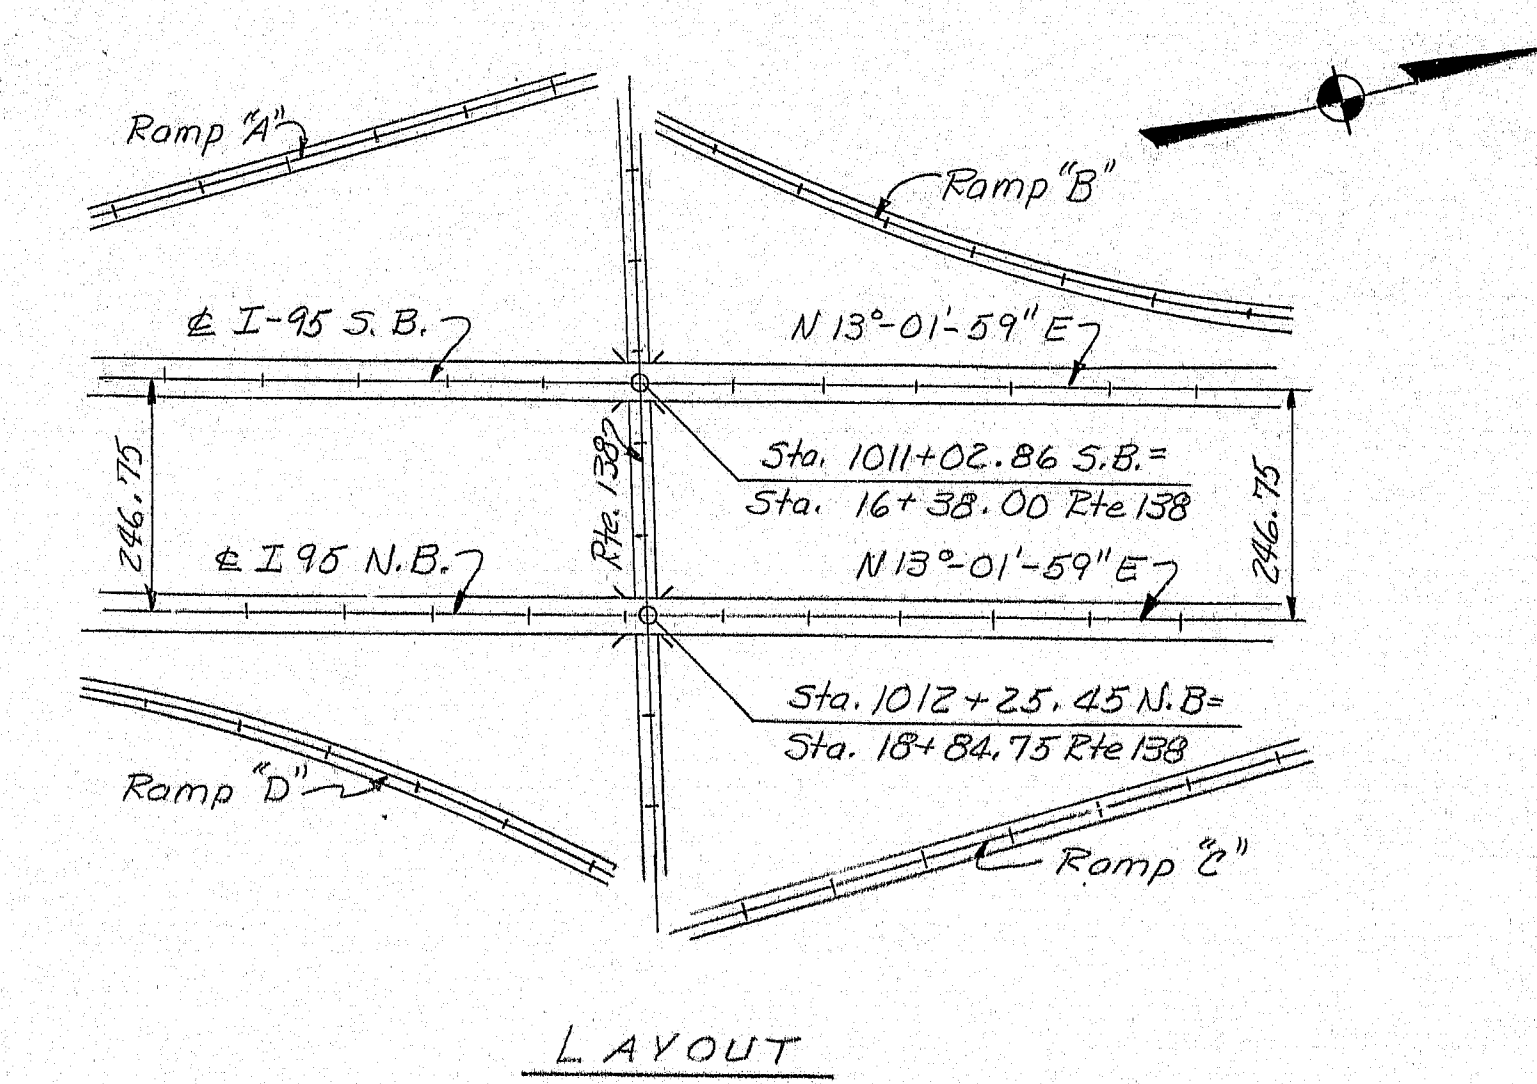 Ramp "A"
Ramp "B"
℄ I-95 S. B.
N 13°-01'-59" E
246.75
Rte. 138
Sta. 1011+02.86 S.B.=
Sta. 16+38.00 Rte 138
246.75
℄ I 95 N.B.
N 13°-01'-59" E
Sta. 1012+25.45 N.B=
Sta. 18+84.75 Rte 138
Ramp "D"
Ramp "C"
LAYOUT